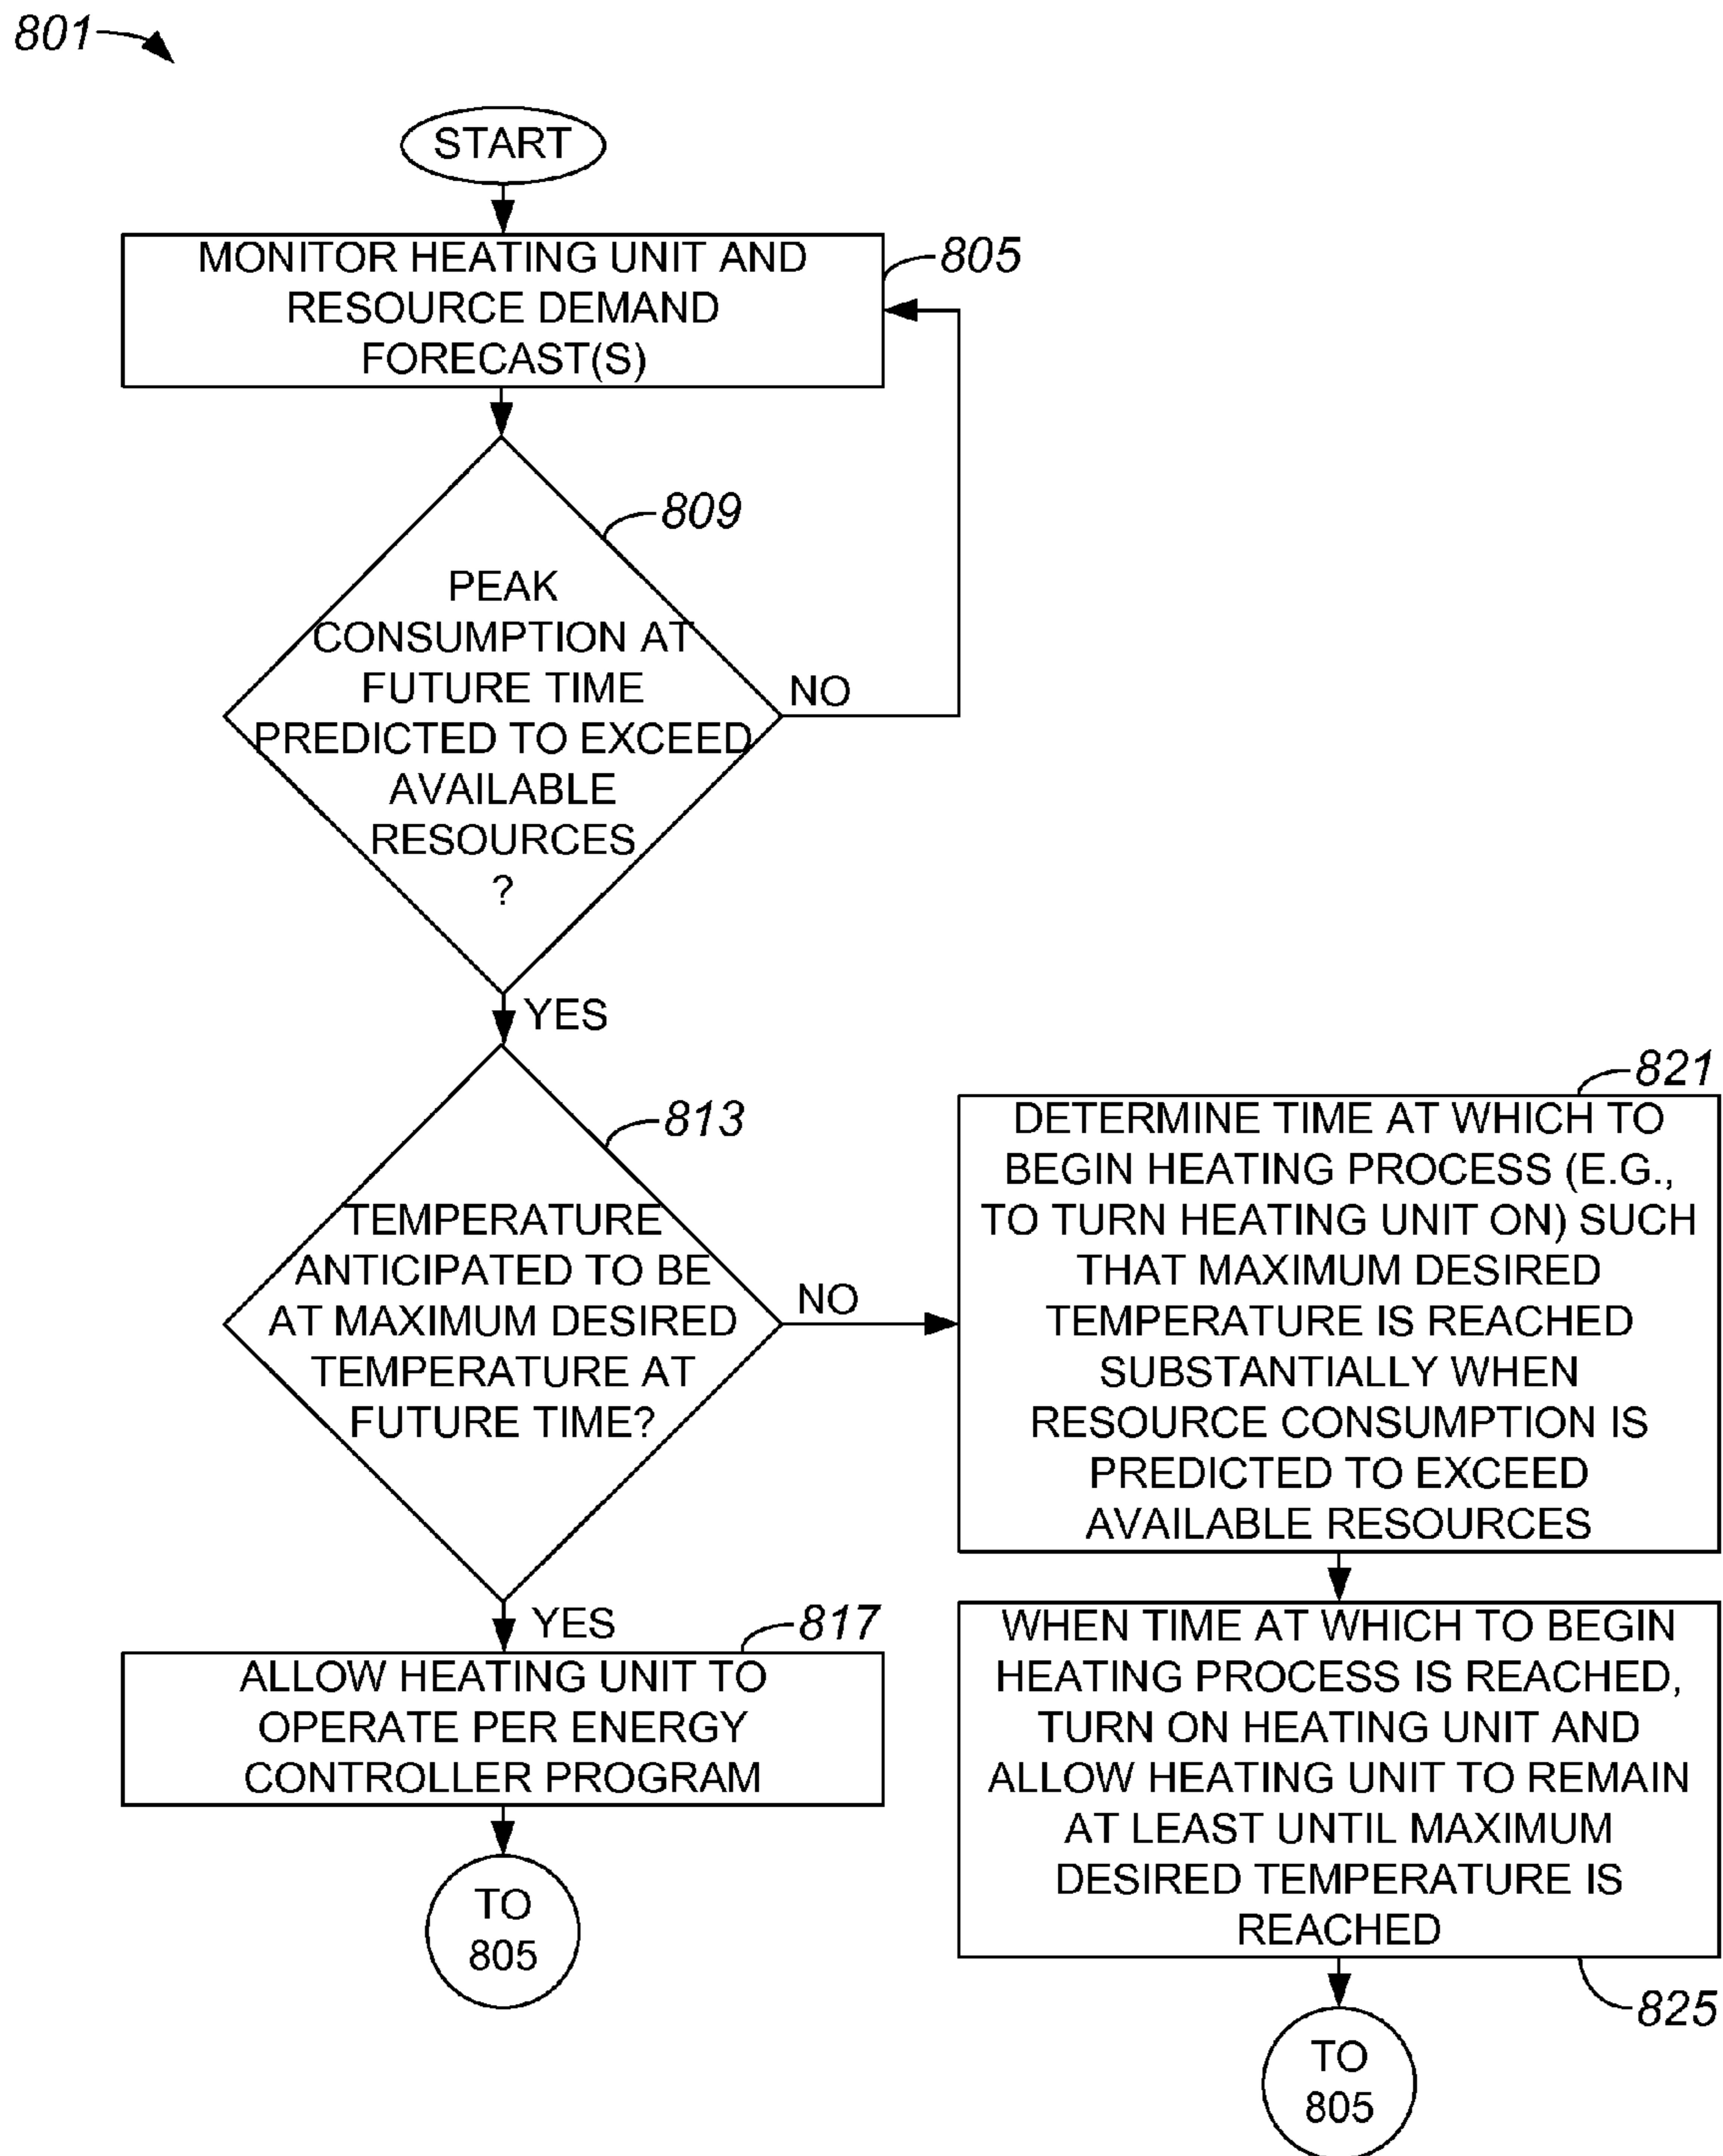 801
START
MONITOR HEATING UNIT AND
RESOURCE DEMAND
FORECAST(S)
805
809
PEAK
CONSUMPTION AT
FUTURE TIME
PREDICTED TO EXCEED
AVAILABLE
RESOURCES
?
NO
YES
813
TEMPERATURE
ANTICIPATED TO BE
AT MAXIMUM DESIRED
TEMPERATURE AT
FUTURE TIME?
NO
YES
817
ALLOW HEATING UNIT TO
OPERATE PER ENERGY
CONTROLLER PROGRAM
TO
805
821
DETERMINE TIME AT WHICH TO
BEGIN HEATING PROCESS (E.G.,
TO TURN HEATING UNIT ON) SUCH
THAT MAXIMUM DESIRED
TEMPERATURE IS REACHED
SUBSTANTIALLY WHEN
RESOURCE CONSUMPTION IS
PREDICTED TO EXCEED
AVAILABLE RESOURCES
WHEN TIME AT WHICH TO BEGIN
HEATING PROCESS IS REACHED,
TURN ON HEATING UNIT AND
ALLOW HEATING UNIT TO REMAIN
AT LEAST UNTIL MAXIMUM
DESIRED TEMPERATURE IS
REACHED
825
TO
805